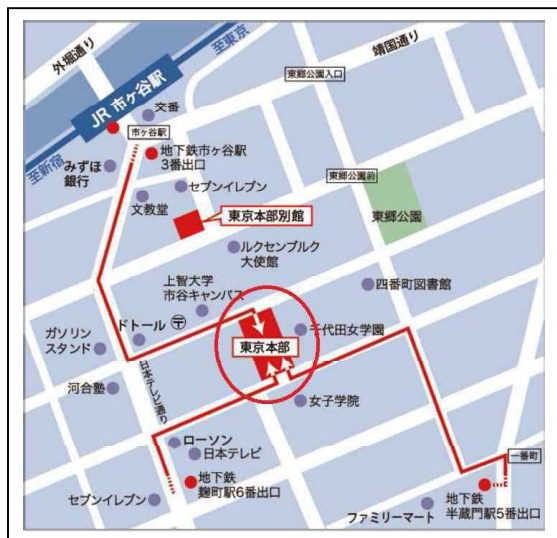 外堀通り
至東京
靖国通り
JR 市ヶ谷駅
至新宿
交番
市ヶ谷駅
東郷公園入口
みずほ
銀行
地下鉄市ヶ谷駅
3番出口
セブンイレブン
文教堂
東京本部別館
東郷公園前
東郷公園
ルクセンブルク
大使館
上智大学
市谷キャンパス
四番町図書館
ガソリン
スタンド
ドトール
〒
千代田女学園
東京本部
河合塾
日本テレビ通り
女子学院
ローソン
日本テレビ
一番町
セブンイレブン
地下鉄
麹町駅6番出口
ファミリーマート
地下鉄
半蔵門駅5番出口